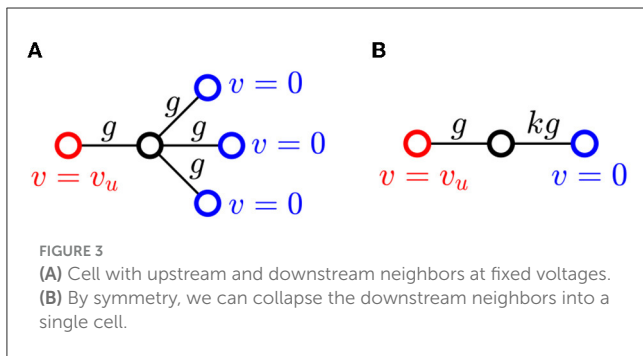 A
B
g
v = 0
g
g
v = 0
g
v = v_u
v = 0
g
kg
v = v_u
v = 0
FIGURE 3
(A) Cell with upstream and downstream neighbors at fixed voltages.
(B) By symmetry, we can collapse the downstream neighbors into a
single cell.